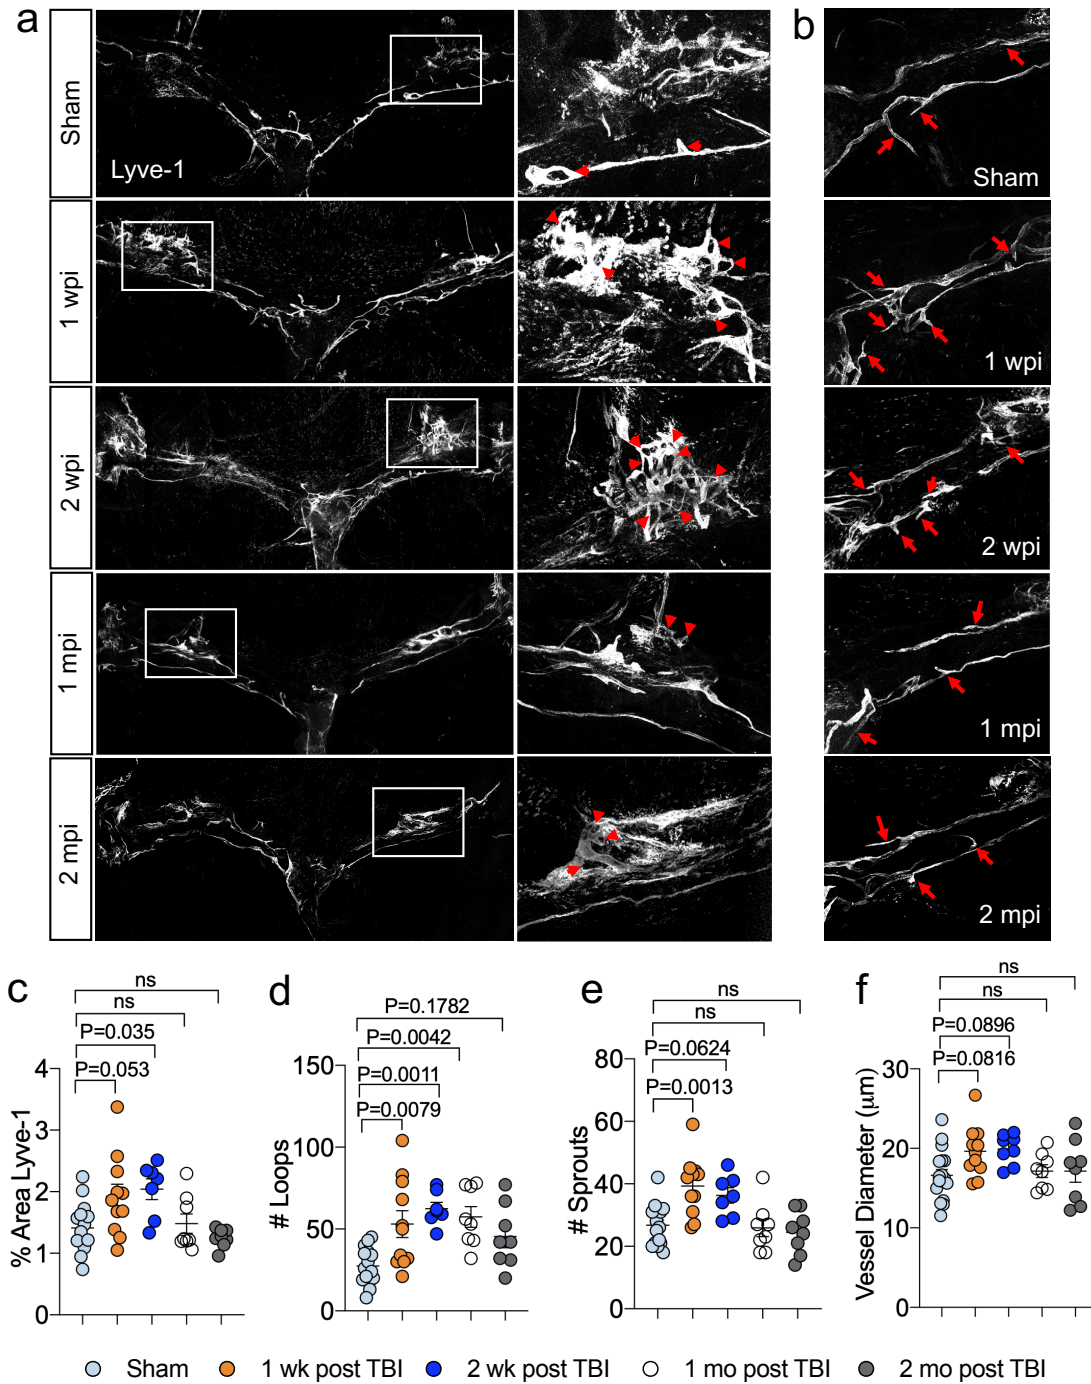 a
b
Sham
Lyve-1
Sham
1 wpi
1 wpi
2 wpi
2 wpi
1 mpi
1 mpi
2 mpi
2 mpi
c
ns
ns
P=0.035
P=0.053
% Area Lyve-1
4
3
2
1
0
d
P=0.1782
P=0.0042
P=0.0011
P=0.0079
# Loops
150
100
50
0
e
ns
ns
P=0.0624
P=0.0013
# Sprouts
80
60
40
20
0
f
ns
ns
P=0.0896
P=0.0816
Vessel Diameter (μm)
30
20
10
0
Sham
1 wk post TBI
2 wk post TBI
1 mo post TBI
2 mo post TBI